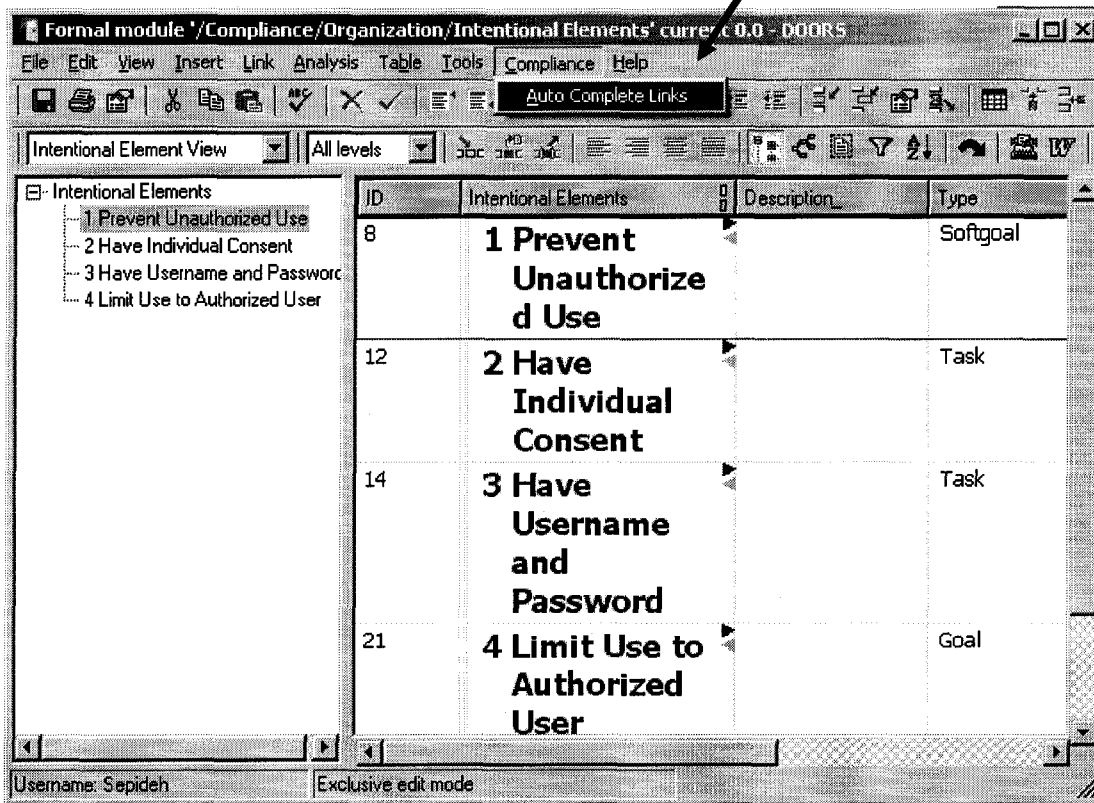 Formal module '/Compliance/Organization/Intentional Elements' current 0.0 - DOORS
File Edit View Insert Link Analysis Table Tools Compliance Help
Auto Complete Links
Intentional Element View All levels
Intentional Elements
1 Prevent Unauthorized Use
2 Have Individual Consent
3 Have Username and Password
4 Limit Use to Authorized User
ID Intentional Elements Description_ Type
8 1 Prevent Softgoal
Unauthorize
d Use
12 2 Have Task
Individual
Consent
14 3 Have Task
Username
and
Password
21 4 Limit Use to Goal
Authorized
User
Username: Sepideh Exclusive edit mode